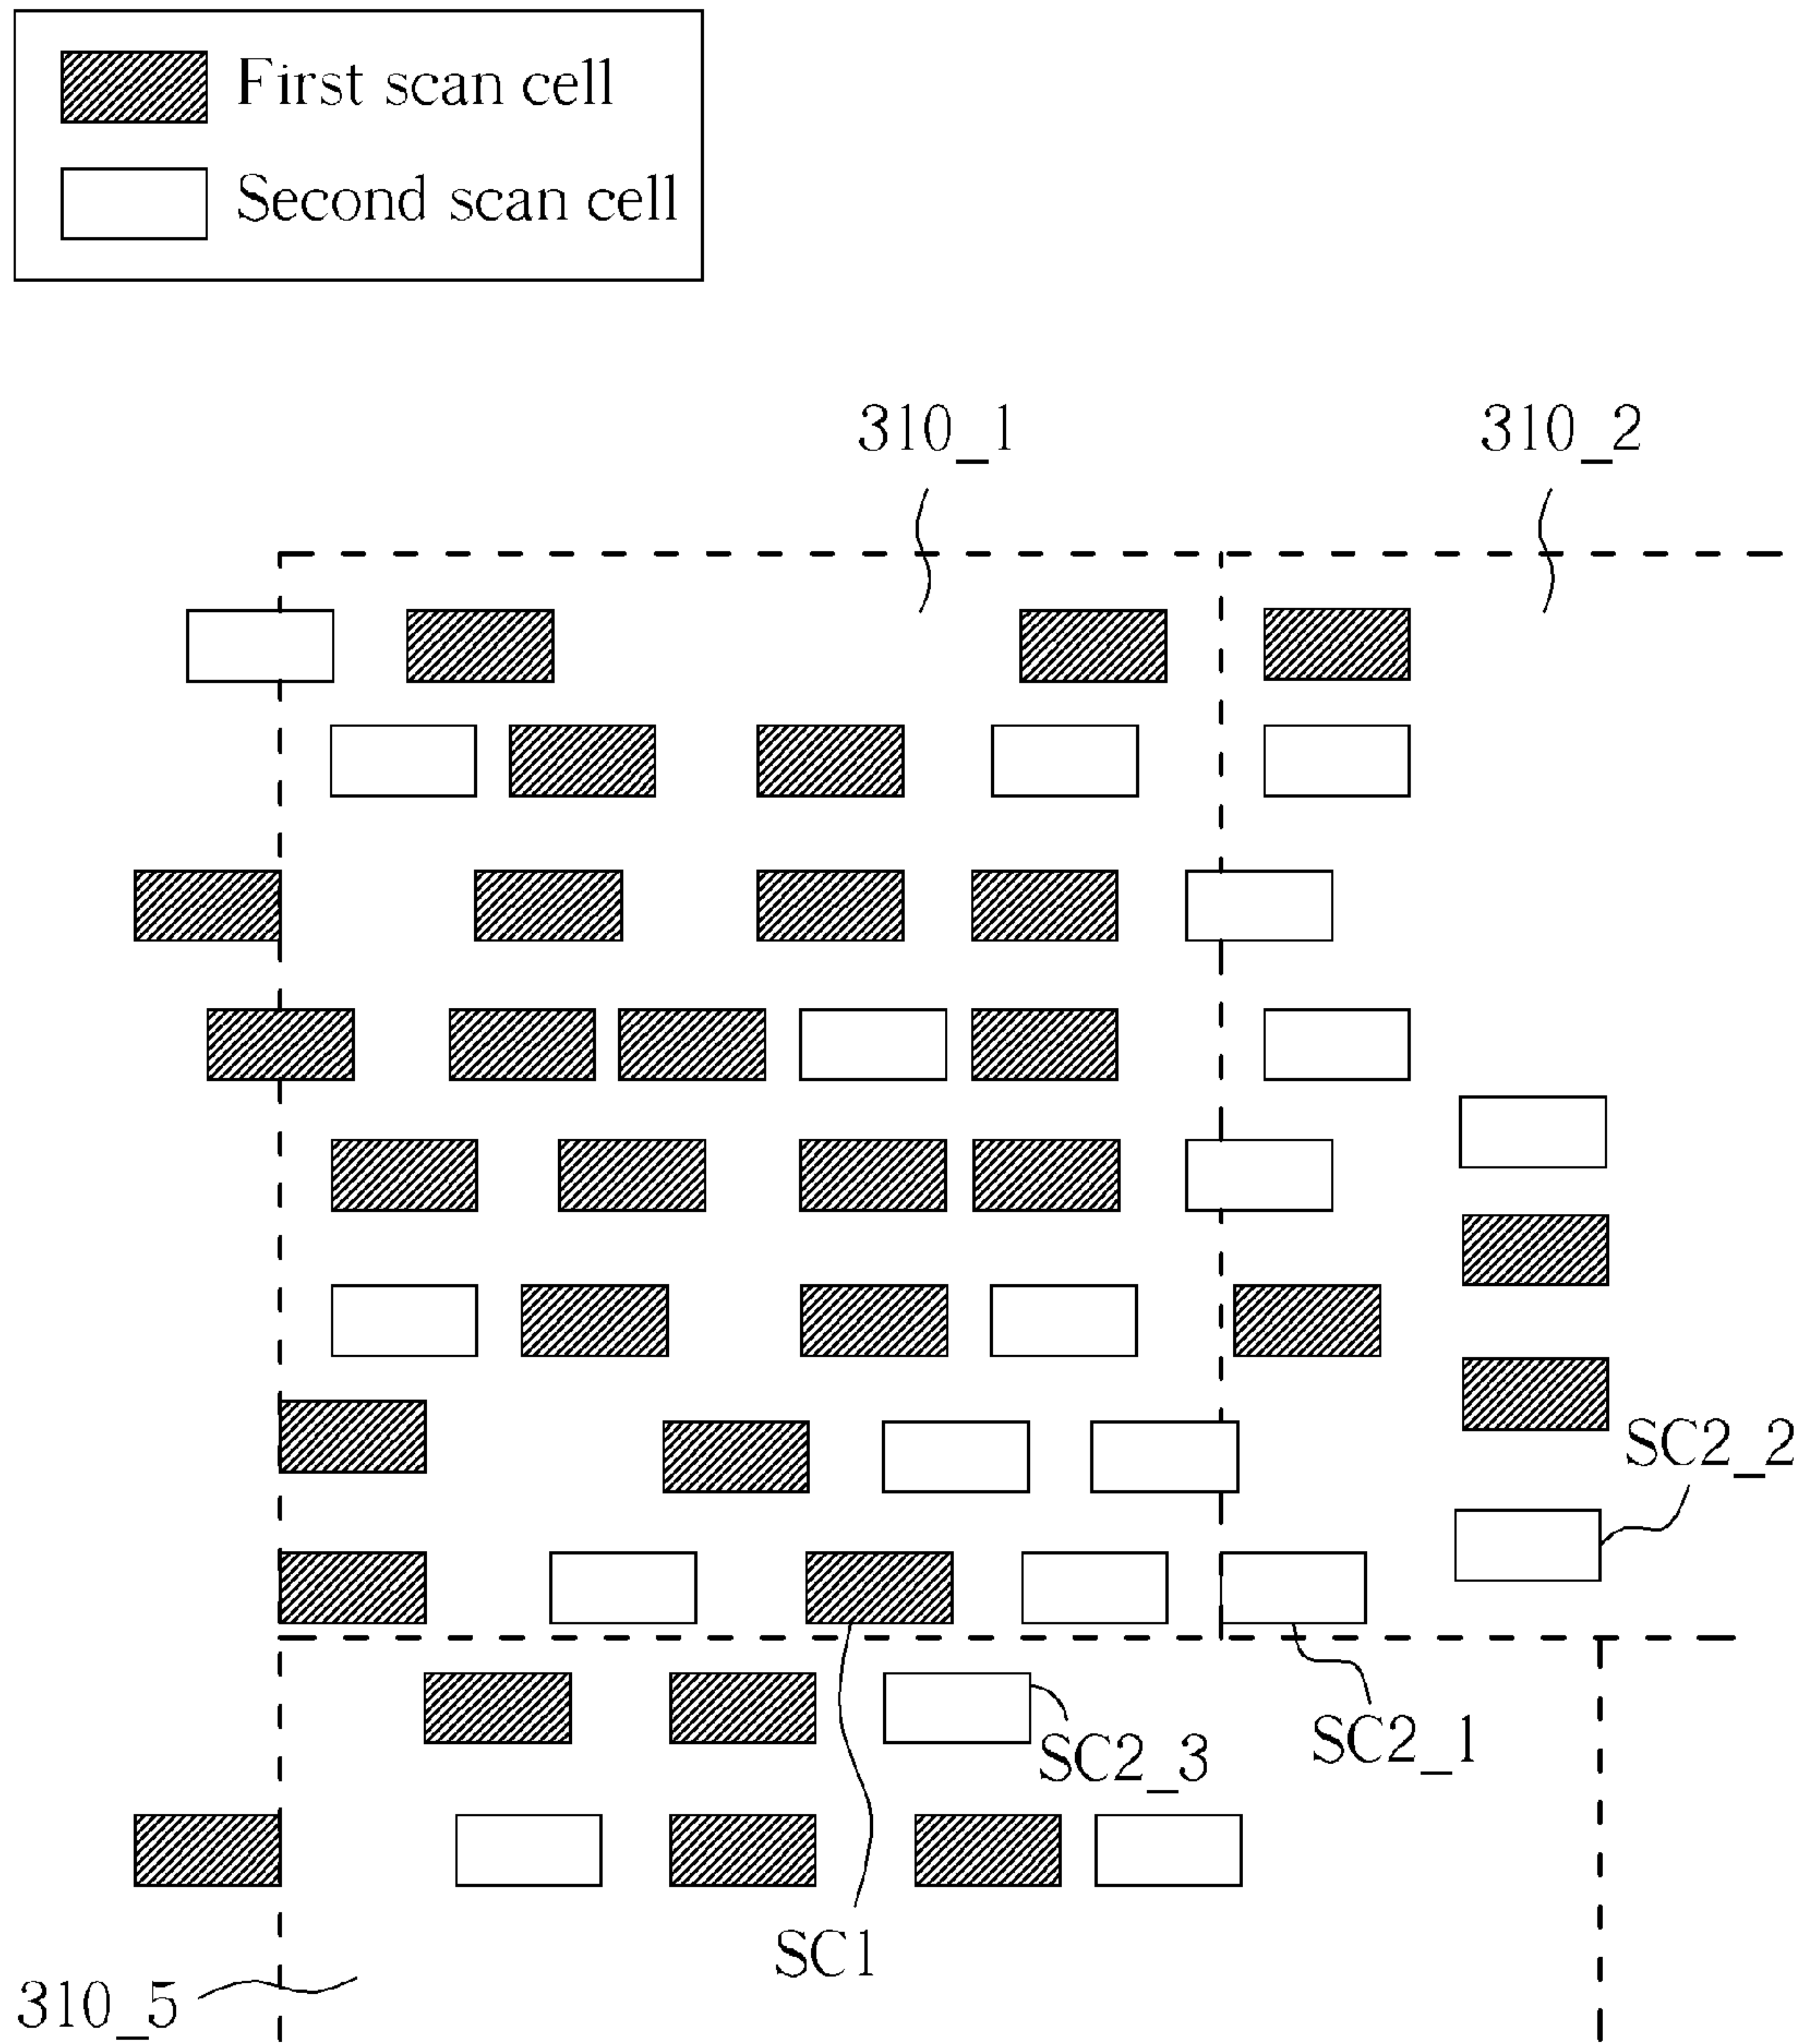 First scan cell
Second scan cell
310_1
310_2
SC2_2
SC2_1
SC2_3
SC1
310_5